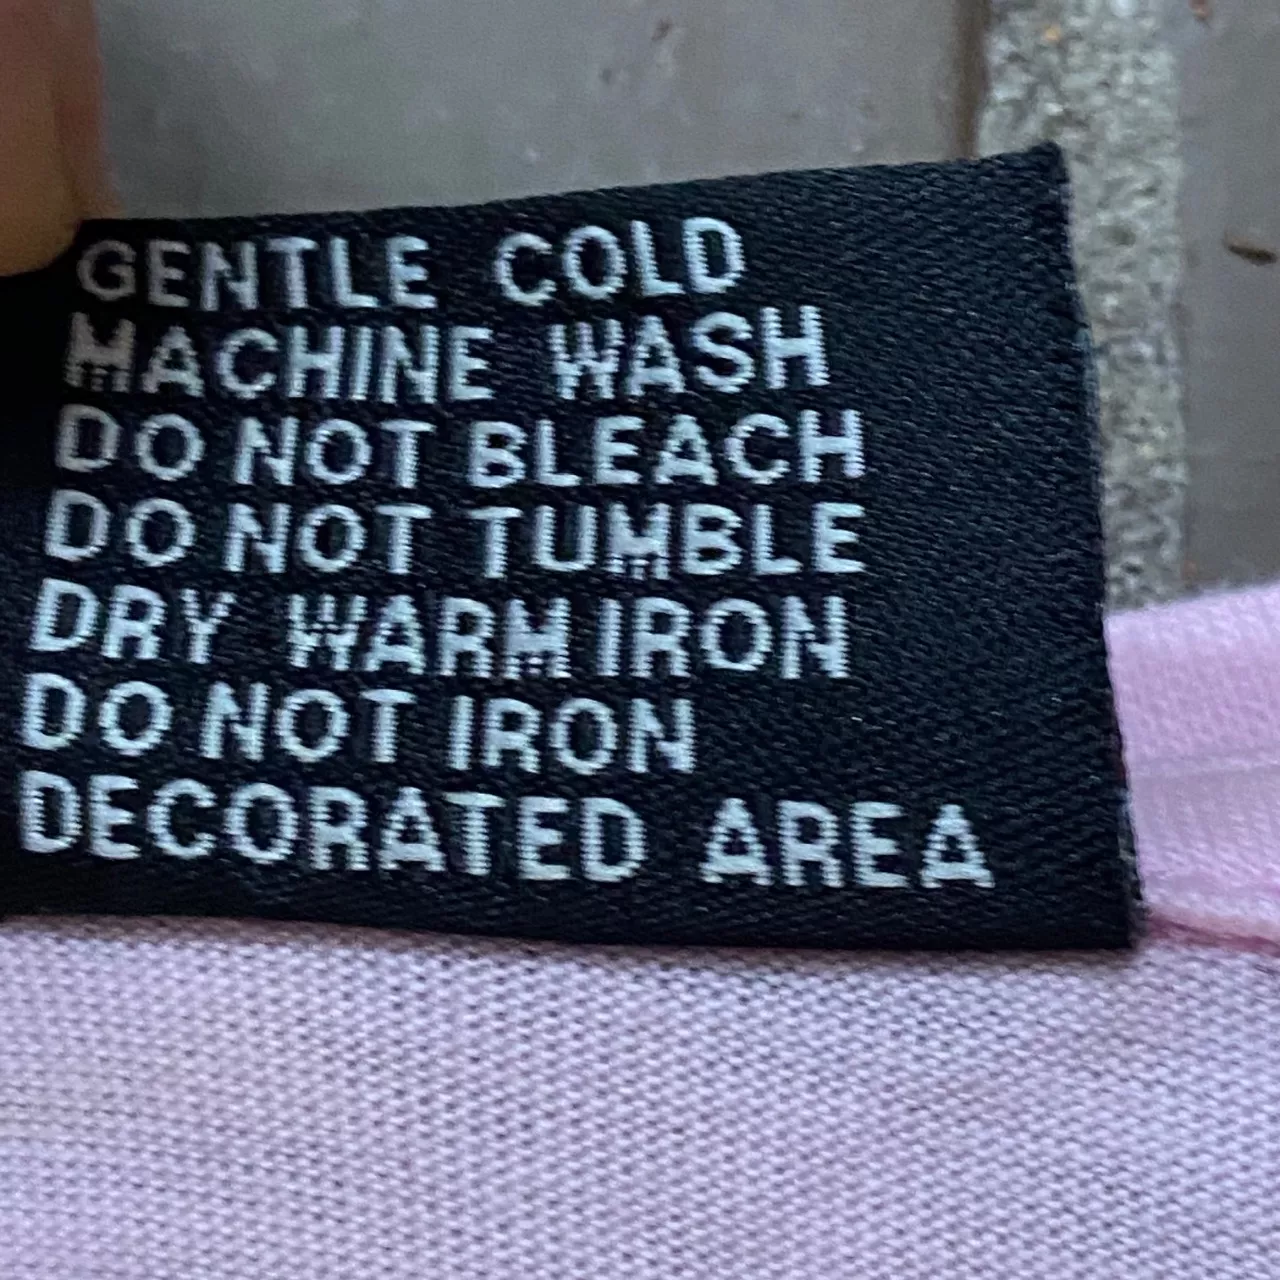 GENTLE COLD
MACHINE WASH
DO NOT BLEACH
DO NOT TUMBLE
DRY WARM IRON
DO NOT IRON
DECORATED AREA